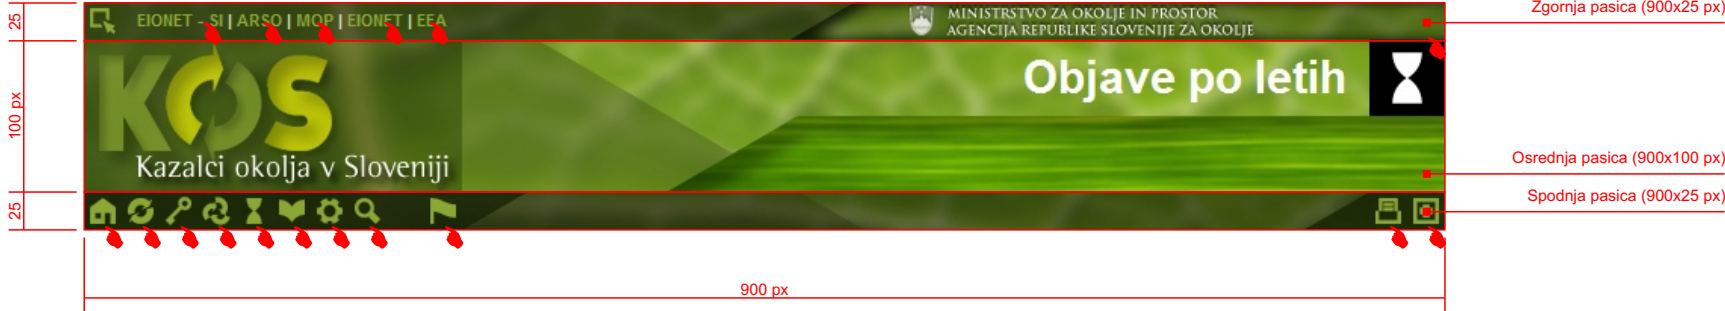 25
EIONET - SI | ARSO | MOP | EIONET | EEA
MINISTRSTVO ZA OKOLJE IN PROSTOR
AGENCIJA REPUBLIKE SLOVENIJE ZA OKOLJE
Zgornja pasica (900x25 px)
100 px
KOS
Kazalci okolja v Sloveniji
Objave po letih
Osrednja pasica (900x100 px)
25
Spodnja pasica (900x25 px)
900 px